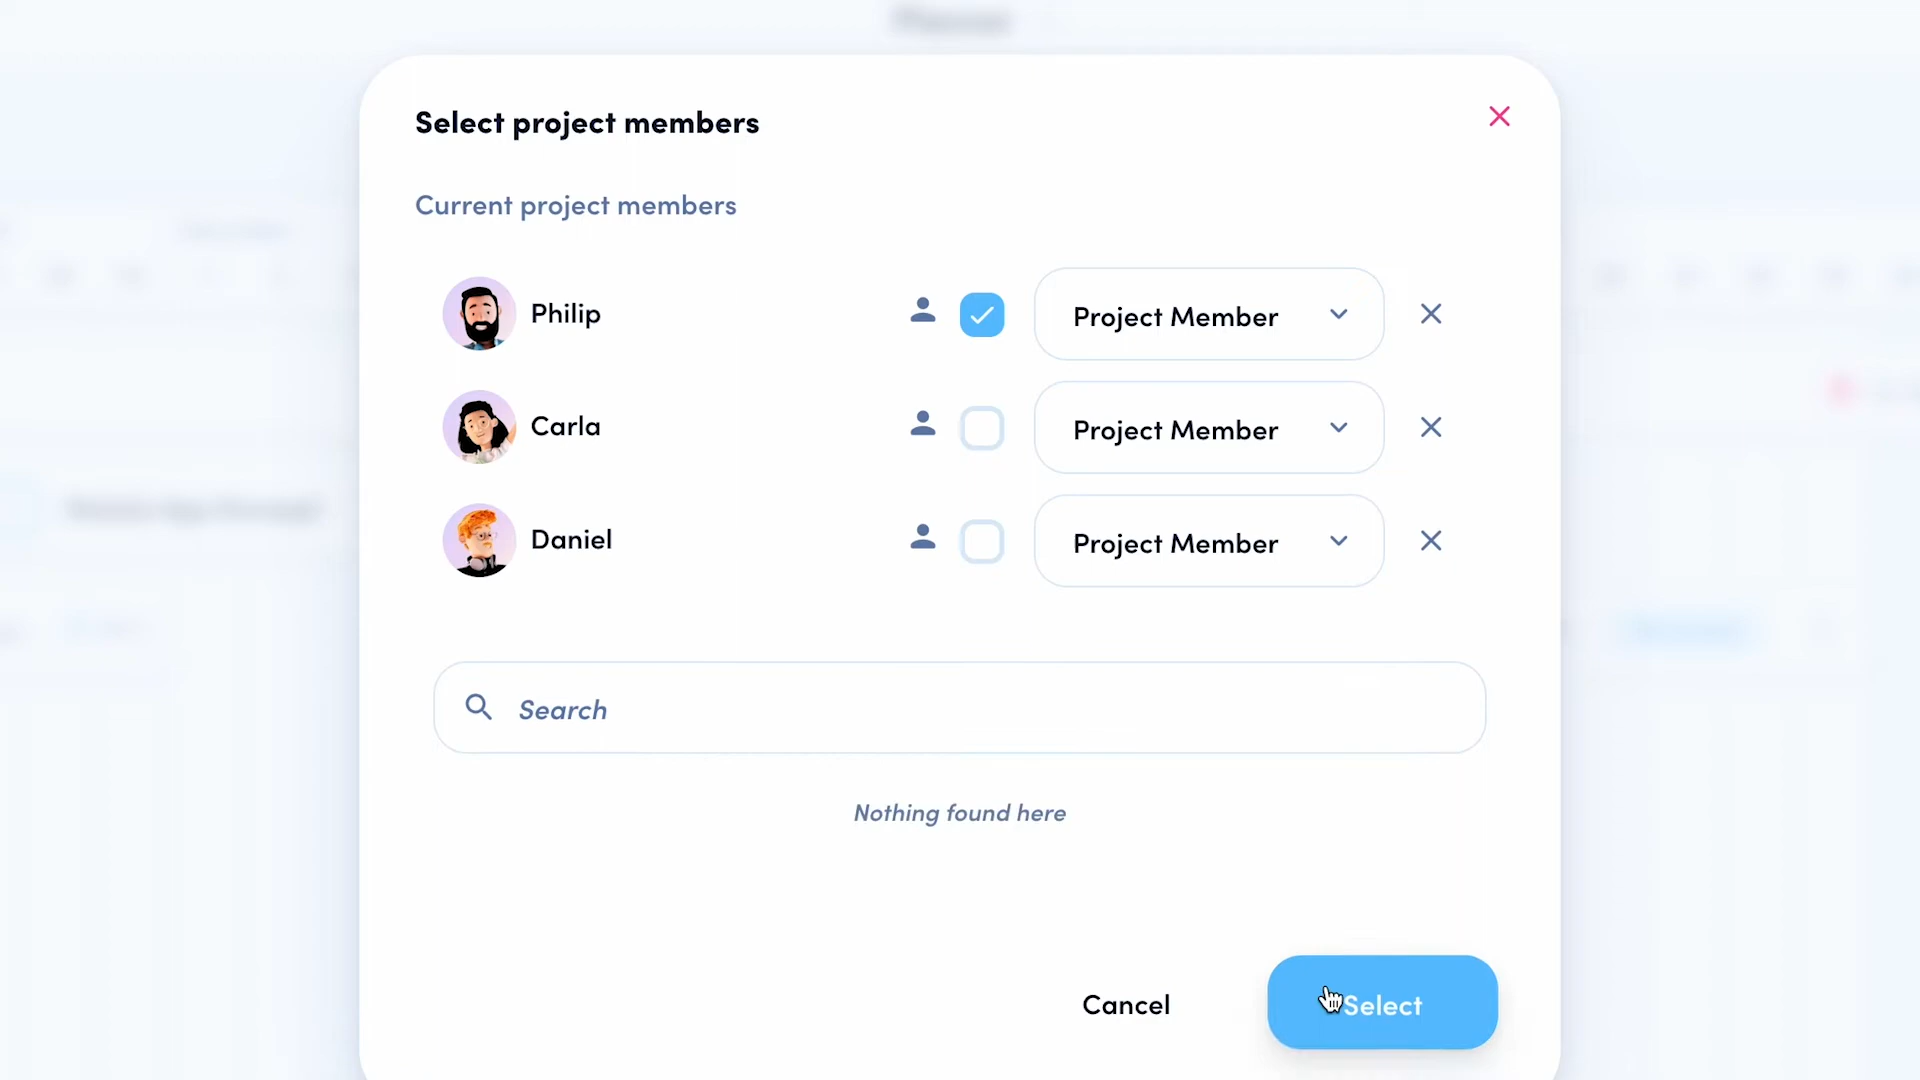 Select project members
Current project members
Philip
Project Member
Carla
Project Member
Daniel
Project Member
Search
Nothing found here
Cancel
Select